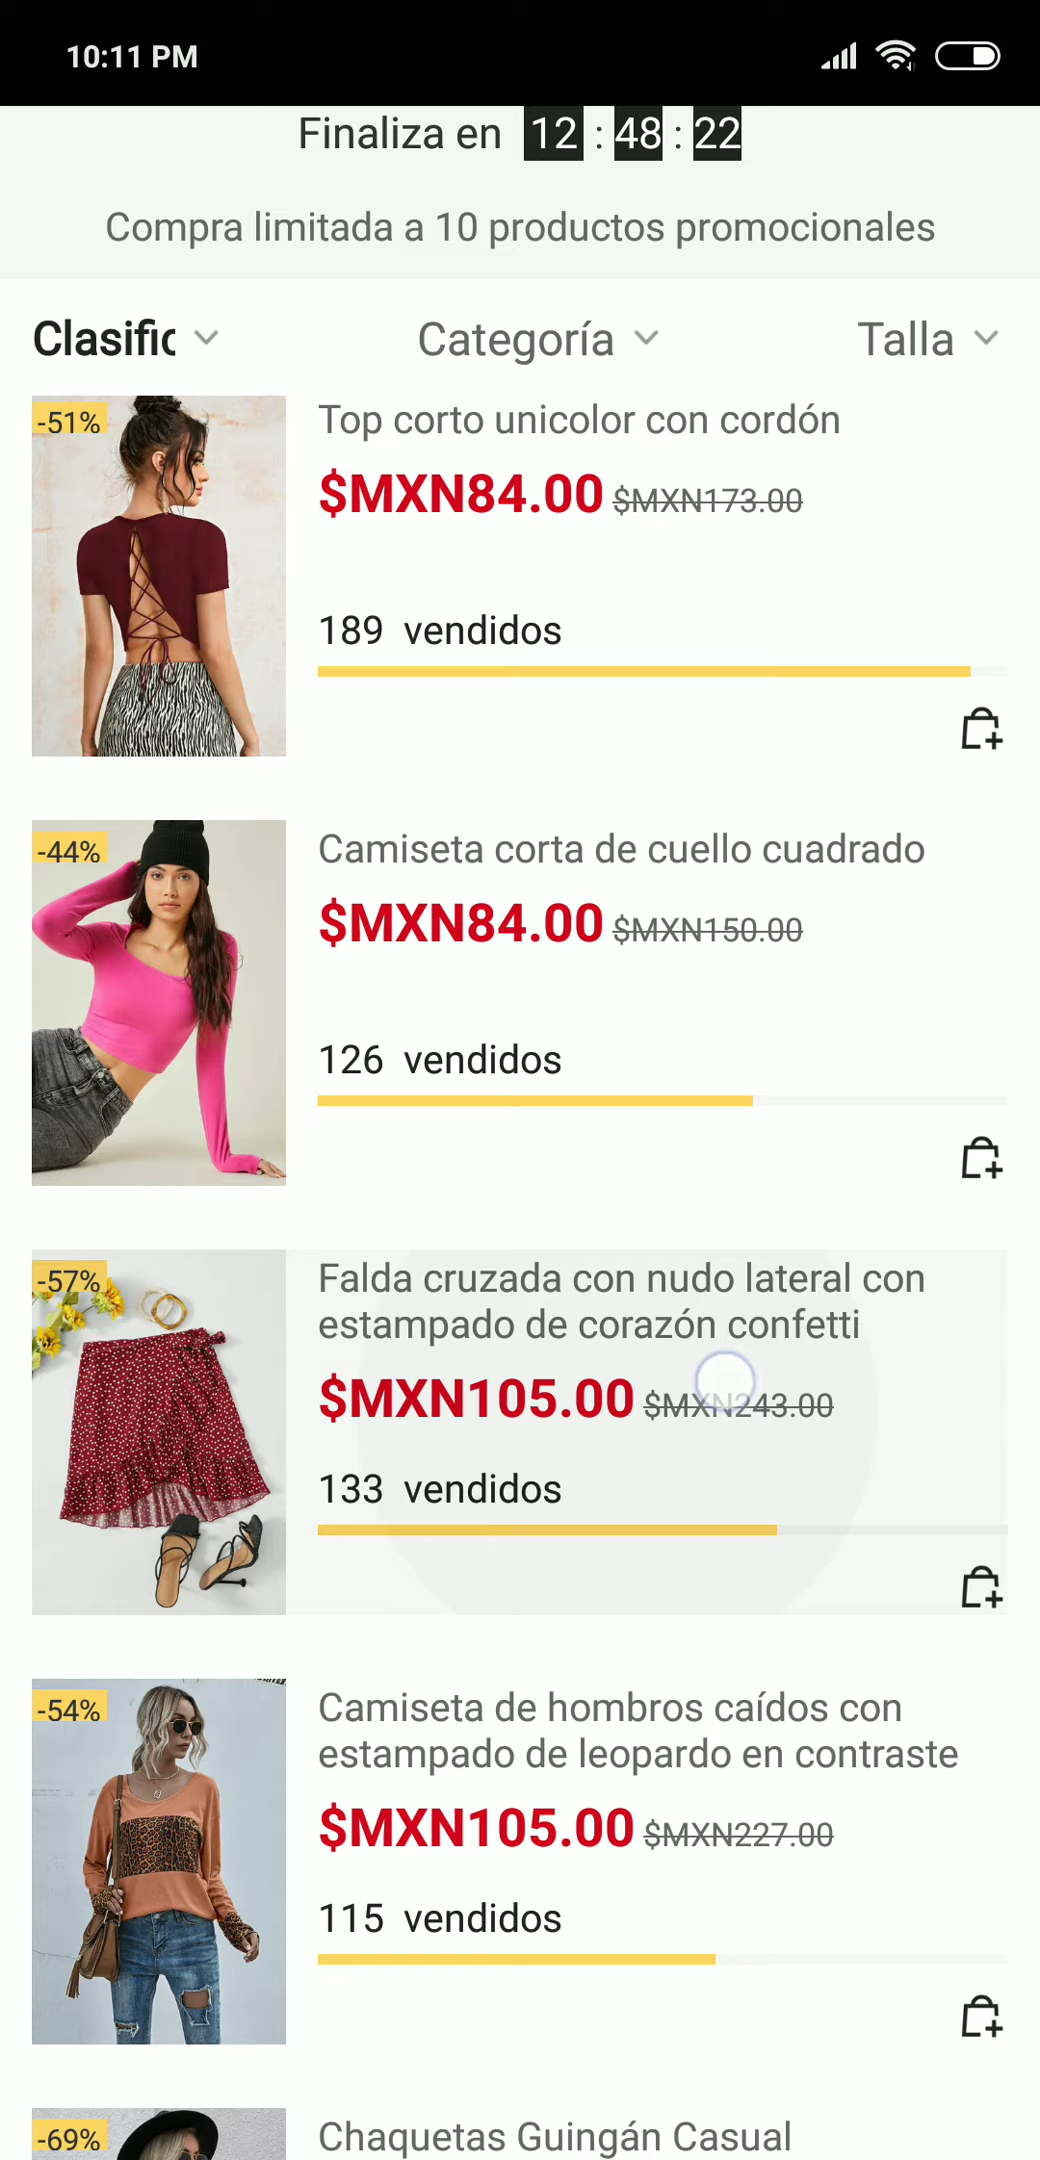 10:11 PM
Finaliza en 12 : 48 : 22
Compra limitada a 10 productos promocionales
Clasific
Categoría
Talla
-51%
Top corto unicolor con cordón
$MXN84.00 $MXN173.00
189 vendidos
-44%
Camiseta corta de cuello cuadrado
$MXN84.00 $MXN150.00
126 vendidos
-57%
Falda cruzada con nudo lateral con
estampado de corazón confetti
$MXN105.00 $MXN243.00
133 vendidos
-54%
Camiseta de hombros caídos con
estampado de leopardo en contraste
$MXN105.00 $MXN227.00
115 vendidos
-69%
Chaquetas Guingán Casual